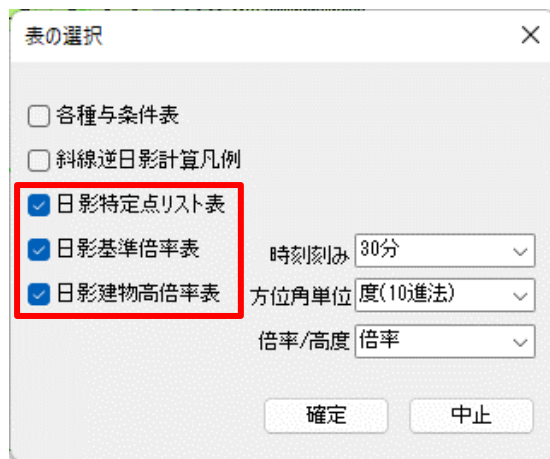 表の選択
各種与条件表
斜線逆日影計算凡例
日影特定点リスト表
日影基準倍率表
時刻刻み 30分
日影建物高倍率表
方位角単位 度(10進法)
倍率/高度 倍率
確定 中止